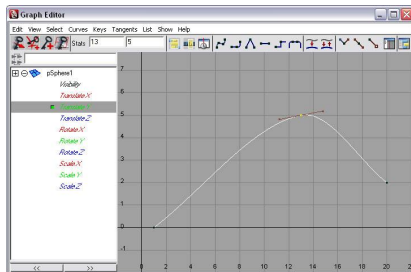 Graph Editor
Edit View Select Curves Keys Tangents List Show Help
Stats 13 5
pSphere1
Visibility
Translate X
Translate Y
Translate Z
Rotate X
Rotate Y
Rotate Z
Scale X
Scale Y
Scale Z
7
6
5
4
3
2
1
0
-1
<< >>
0 2 4 6 8 10 12 14 16 18 20